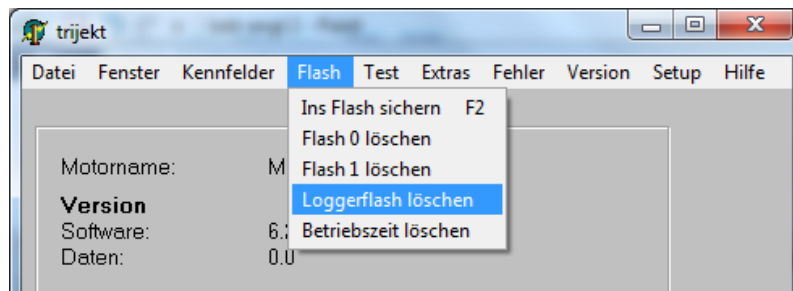 trijekt
Datei Fenster Kennfelder Flash Test Extras Fehler Version Setup Hilfe
Ins Flash sichern F2
Flash 0 löschen
Motorname: M Flash 1 löschen
Version Loggerflash löschen
Software: 6. Betriebszeit löschen
Daten: 0.0